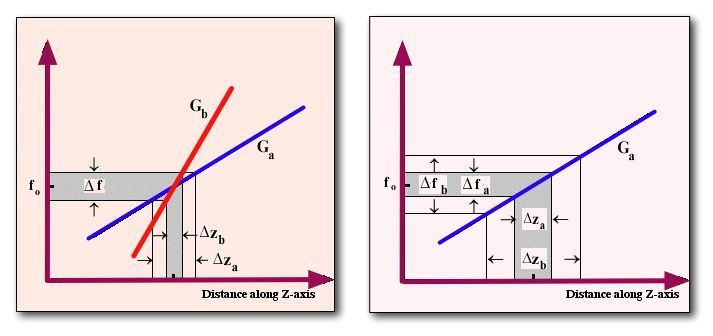 G_b
G_a
f_o
Δf
Δz_b
Δz_a
Distance along Z-axis
G_a
f_o
Δf_b
Δf_a
Δz_a
Δz_b
Distance along Z-axis